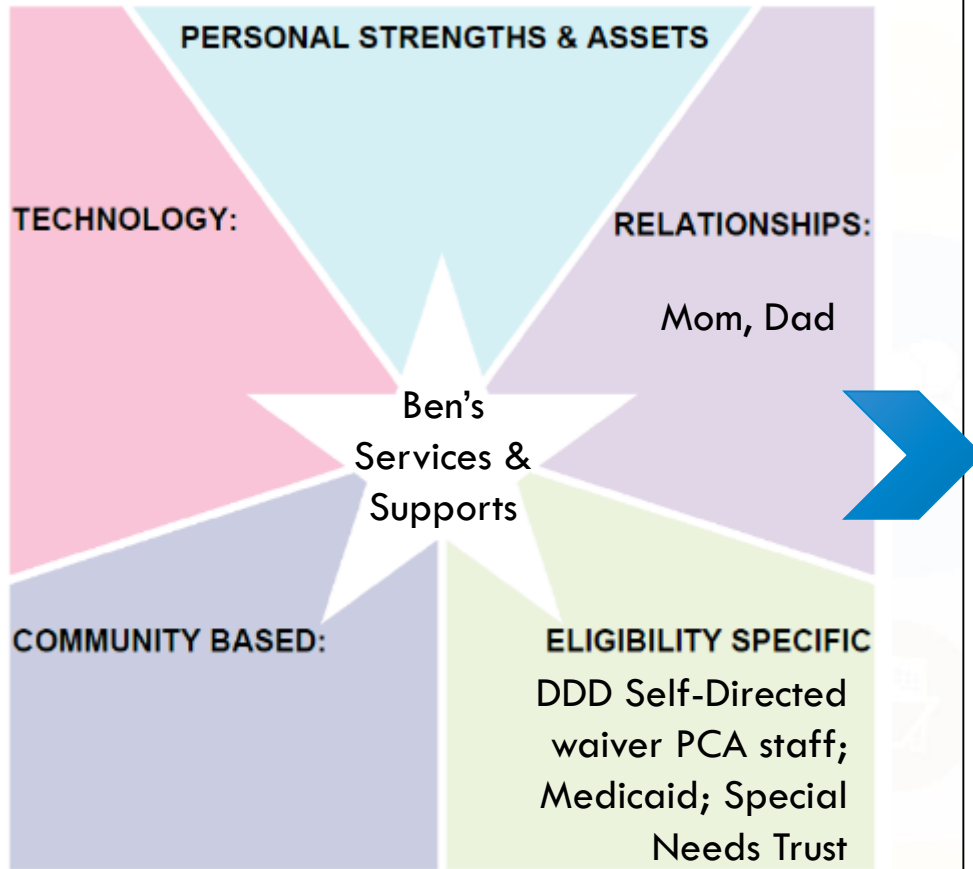 PERSONAL STRENGTHS & ASSETS
TECHNOLOGY:
RELATIONSHIPS:
Mom, Dad
Ben's
Services &
Supports
COMMUNITY BASED:
ELIGIBILITY SPECIFIC
DDD Self-Directed
waiver PCA staff;
Medicaid; Special
Needs Trust